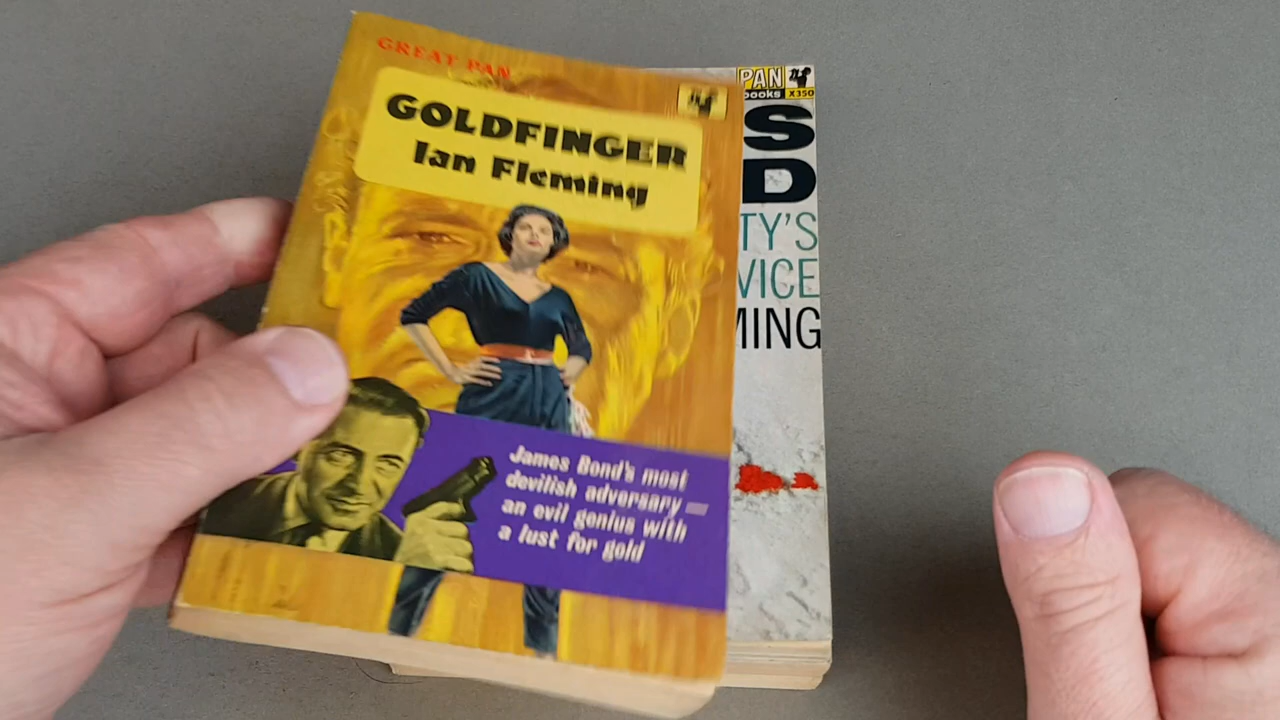 GREAT PAN
GOLDFINGER
Ian Fleming
James Bond's most
devilish adversary—
an evil genius with
a lust for gold
PAN
books X350
S
D
TY'S
VICE
MING